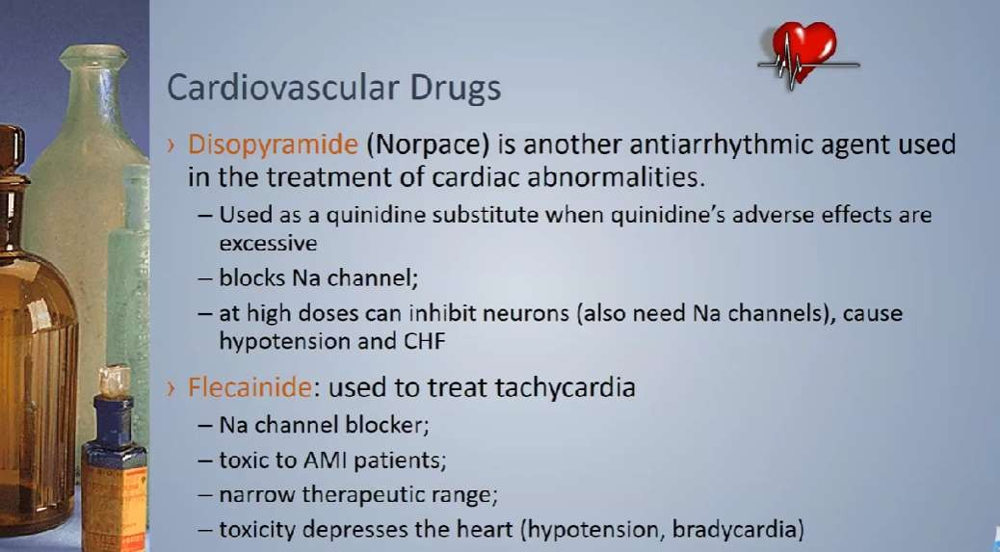 Cardiovascular Drugs
› Disopyramide (Norpace) is another antiarrhythmic agent used
in the treatment of cardiac abnormalities.
– Used as a quinidine substitute when quinidine’s adverse effects are
excessive
– blocks Na channel;
– at high doses can inhibit neurons (also need Na channels), cause
hypotension and CHF
› Flecainide: used to treat tachycardia
– Na channel blocker;
– toxic to AMI patients;
– narrow therapeutic range;
– toxicity depresses the heart (hypotension, bradycardia)